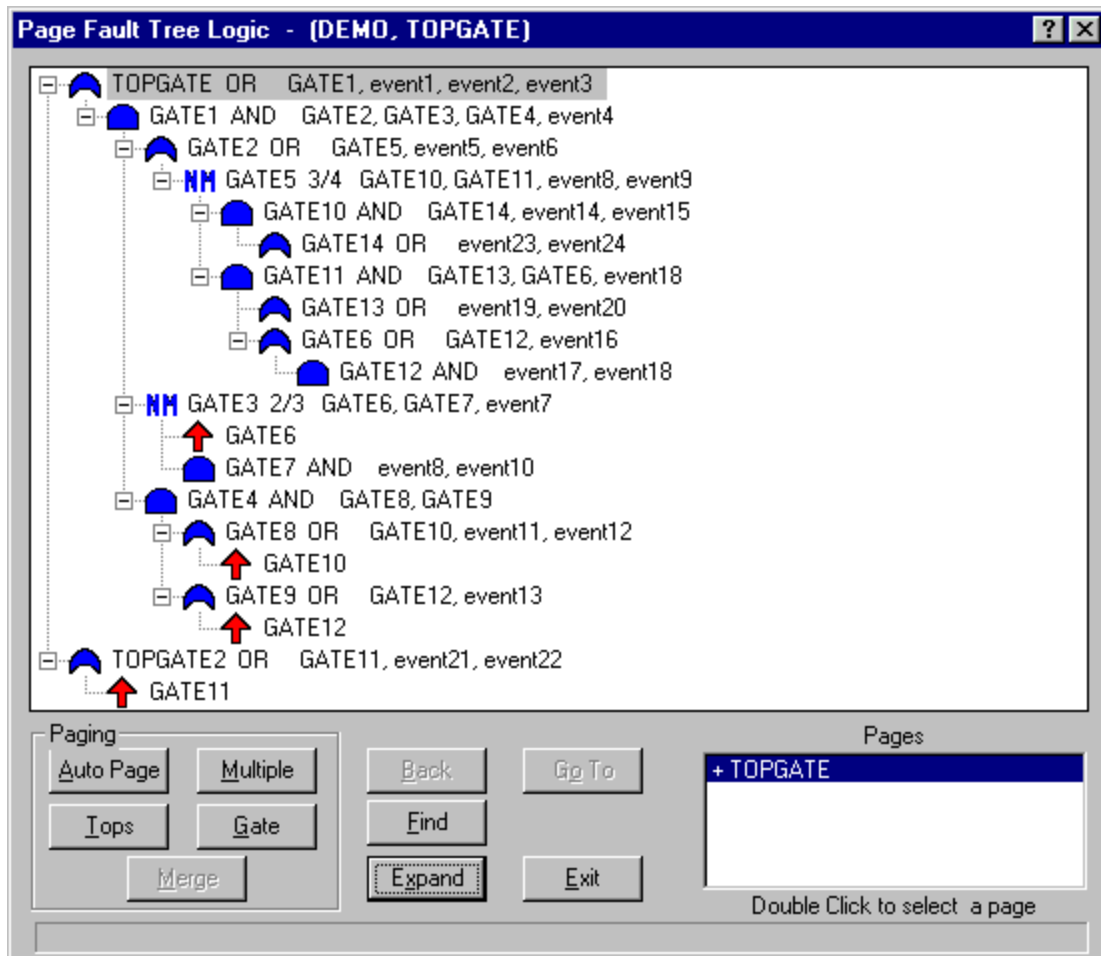 Page Fault Tree Logic - (DEMO, TOPGATE)
TOPGATE OR GATE1, event1, event2, event3
GATE1 AND GATE2, GATE3, GATE4, event4
GATE2 OR GATE5, event5, event6
NM GATE5 3/4 GATE10, GATE11, event8, event9
GATE10 AND GATE14, event14, event15
GATE14 OR event23, event24
GATE11 AND GATE13, GATE6, event18
GATE13 OR event19, event20
GATE6 OR GATE12, event16
GATE12 AND event17, event18
NM GATE3 2/3 GATE6, GATE7, event7
GATE6
GATE7 AND event8, event10
GATE4 AND GATE8, GATE9
GATE8 OR GATE10, event11, event12
GATE10
GATE9 OR GATE12, event13
GATE12
TOPGATE2 OR GATE11, event21, event22
GATE11
Paging
Auto Page Multiple
Tops Gate
Merge
Back Go To
Find
Expand Exit
Pages
+ TOPGATE
Double Click to select a page